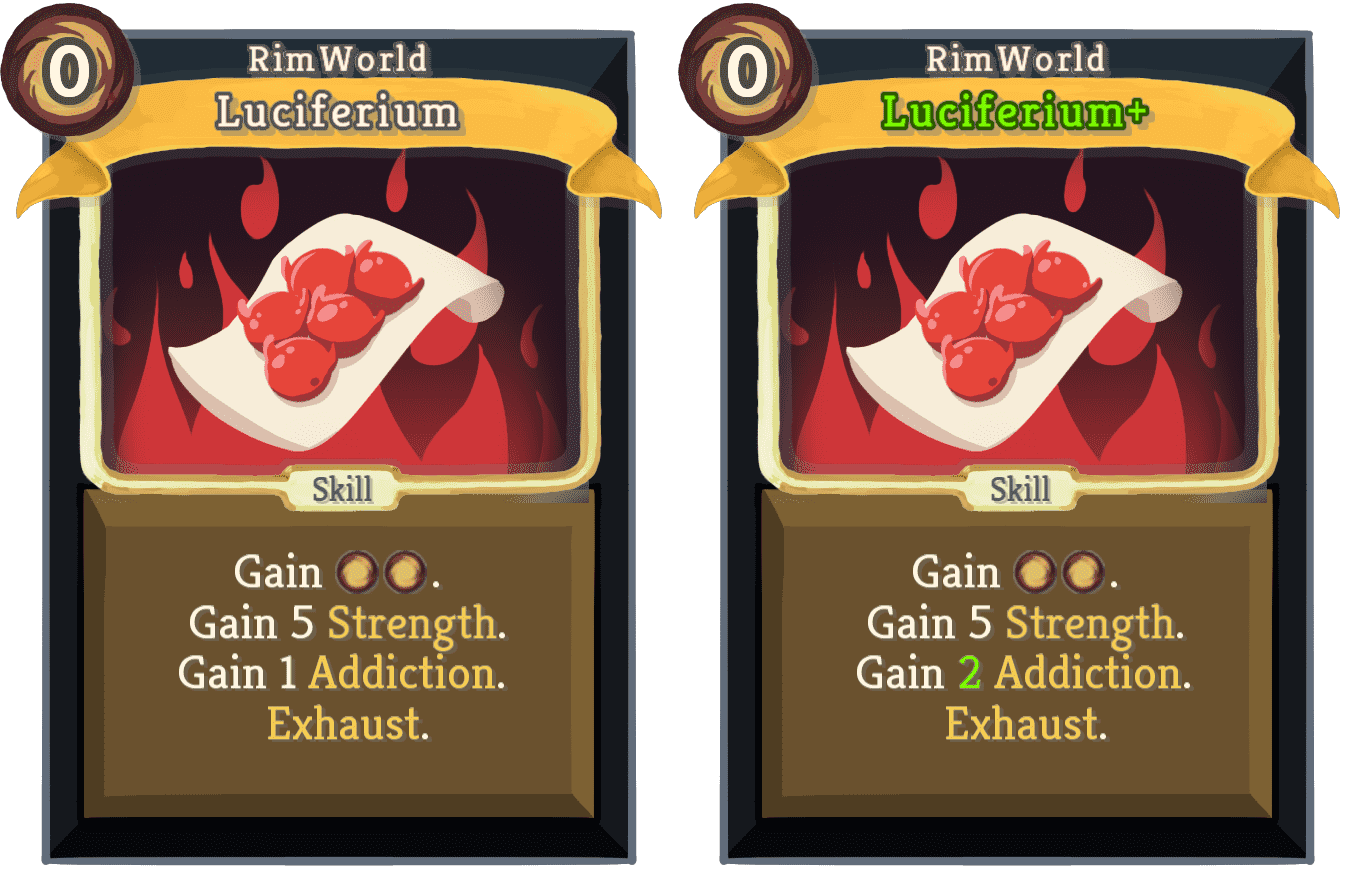 0
RimWorld
Luciferium
Skill
Gain .
Gain 5 Strength.
Gain 1 Addiction.
Exhaust.
0
RimWorld
Luciferium+
Skill
Gain .
Gain 5 Strength.
Gain 2 Addiction.
Exhaust.